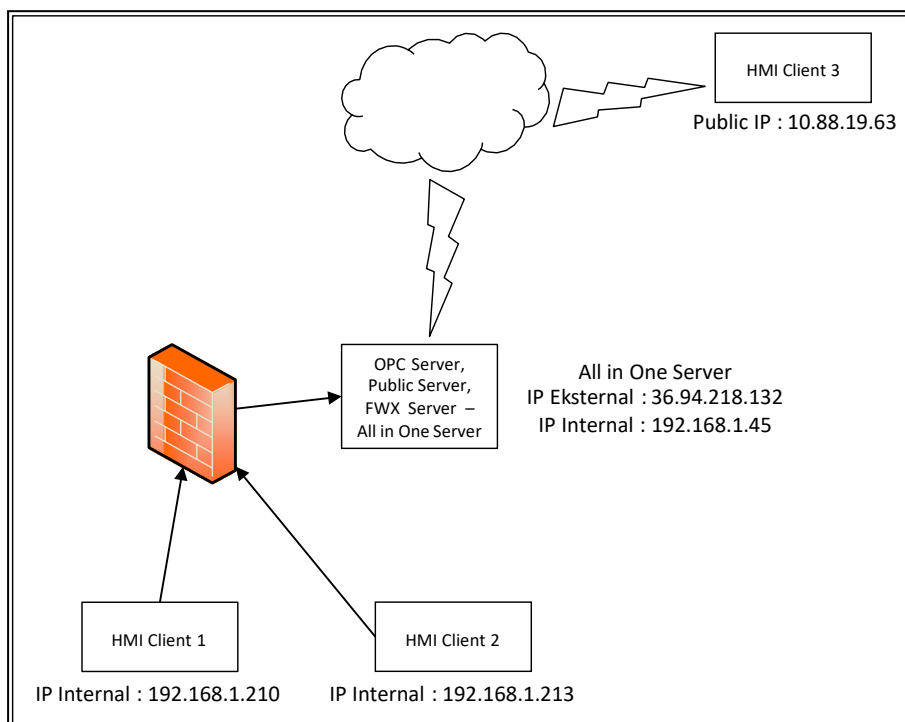 HMI Client 3
Public IP : 10.88.19.63
OPC Server,
Public Server,
FWX Server –
All in One Server
All in One Server
IP Eksternal : 36.94.218.132
IP Internal : 192.168.1.45
HMI Client 1
IP Internal : 192.168.1.210
HMI Client 2
IP Internal : 192.168.1.213